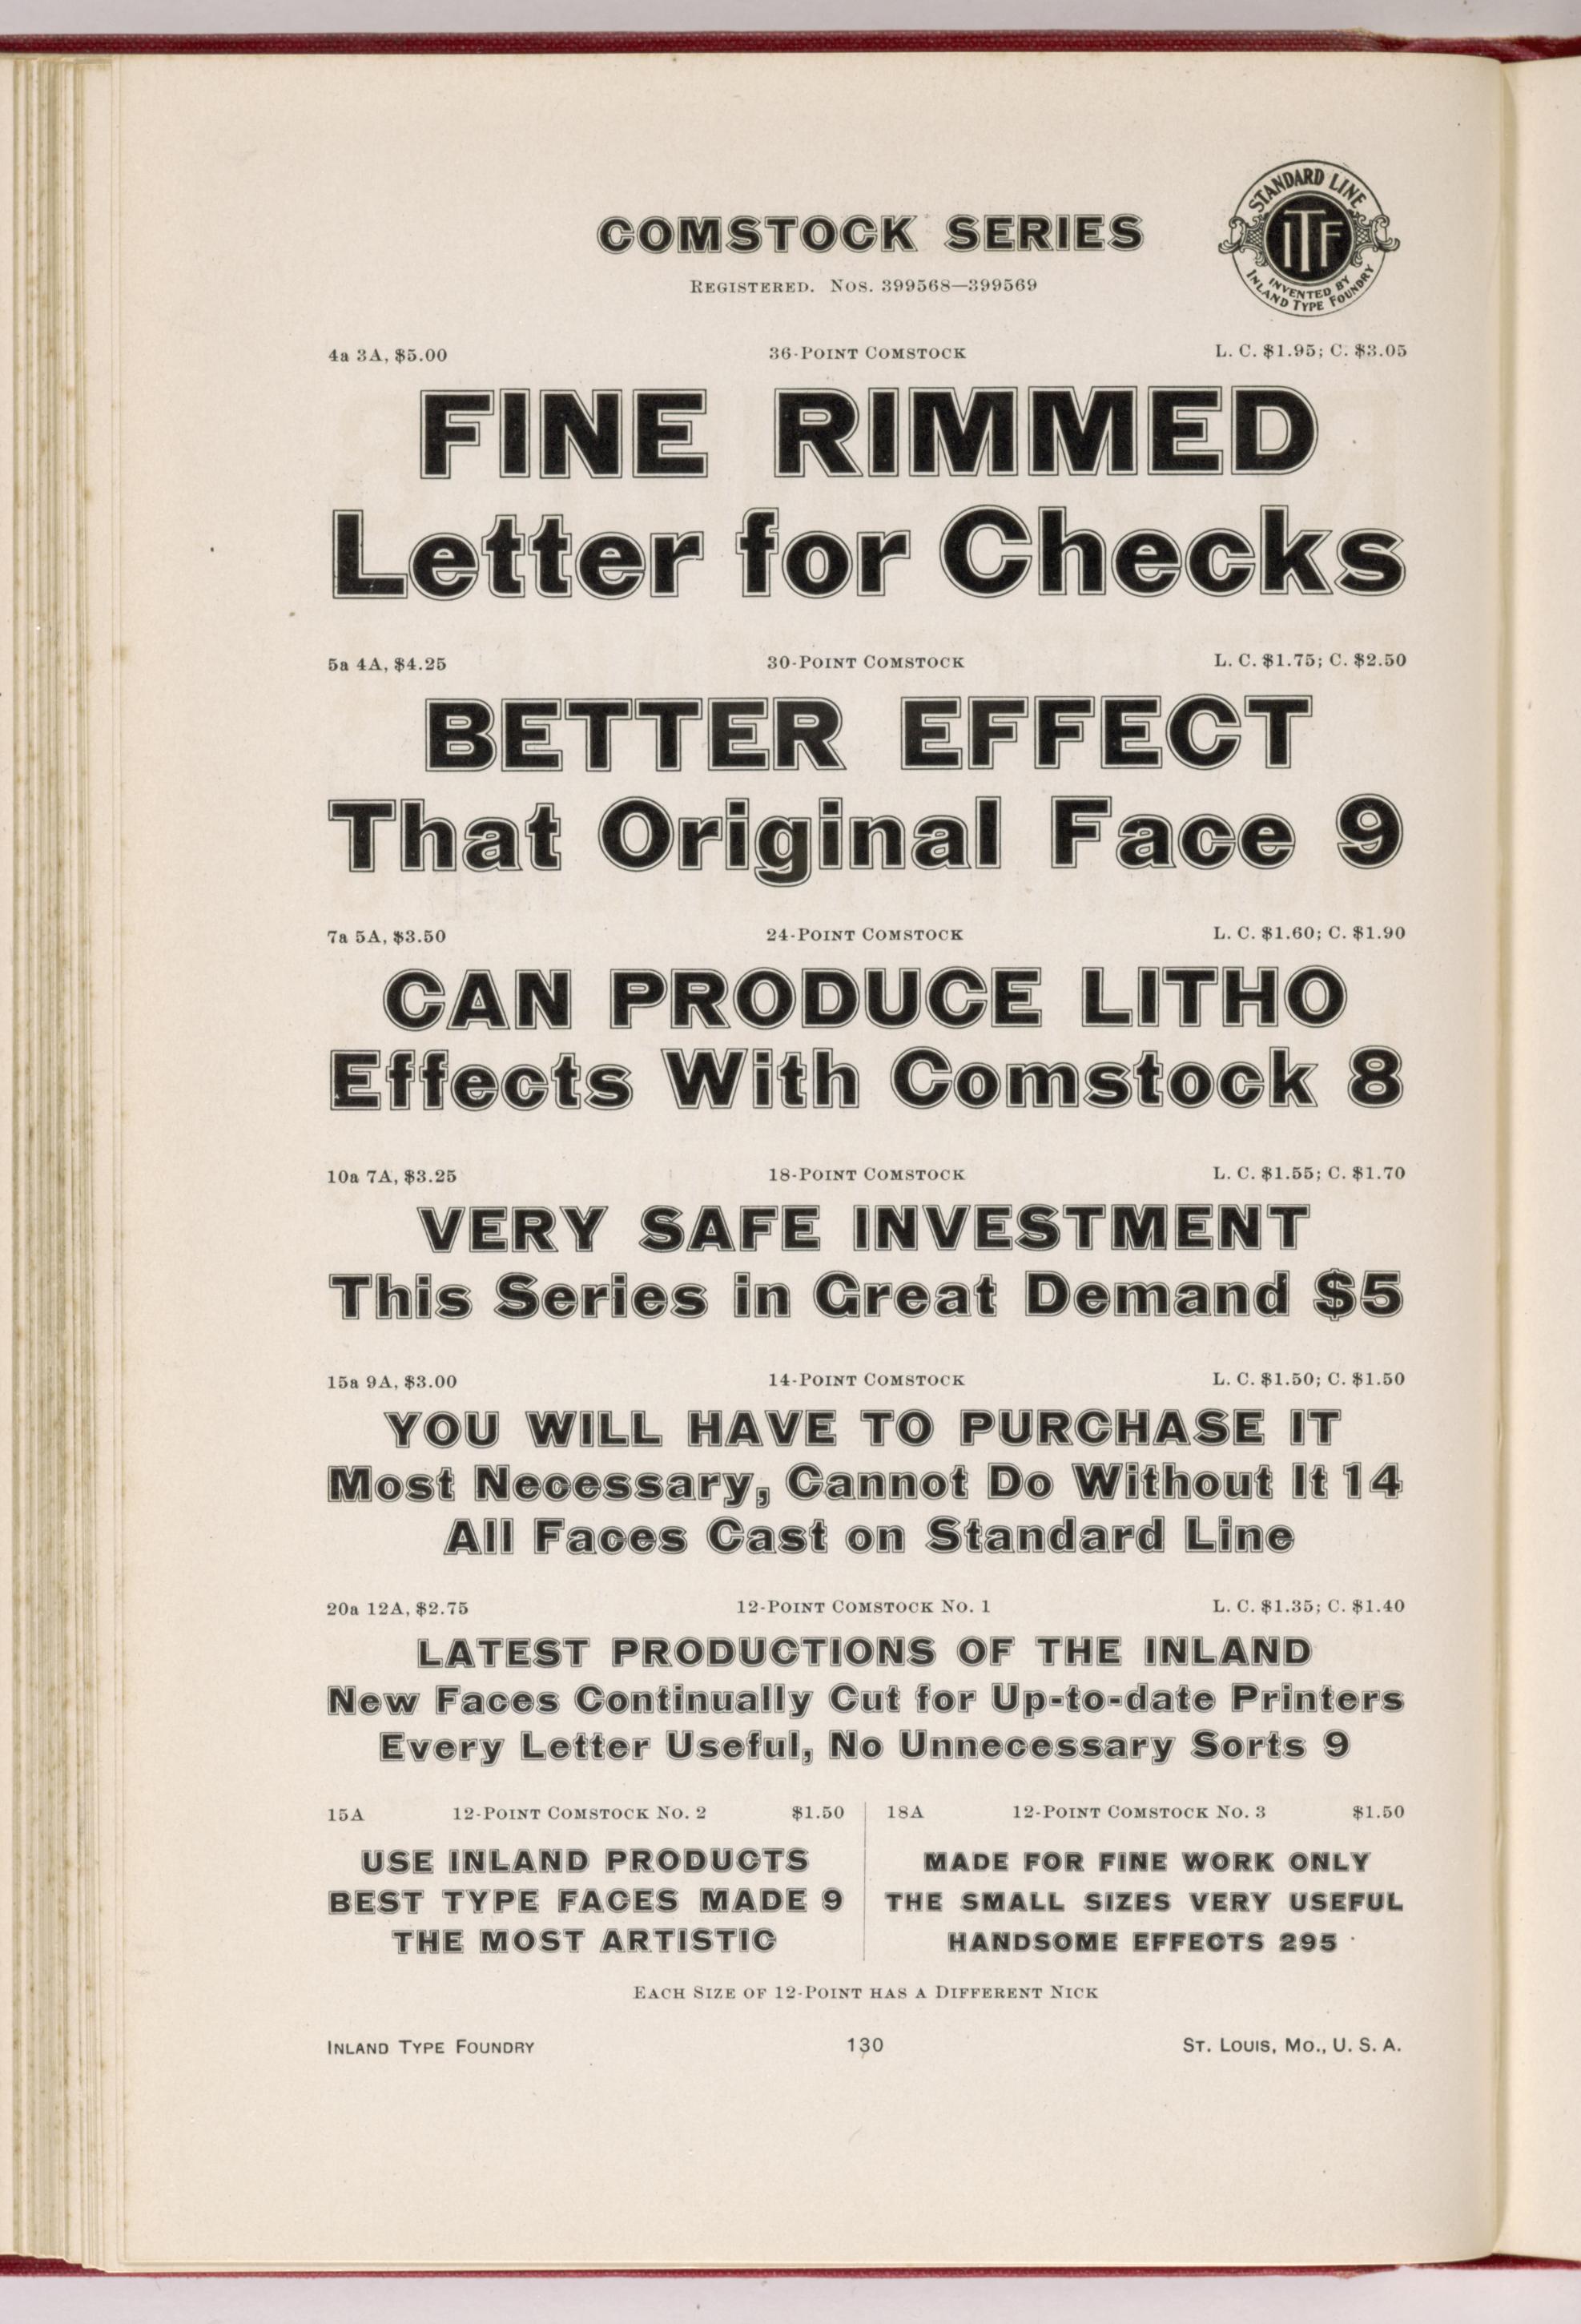 COMSTOCK SERIES
STANDARD LINE
ITF
INVENTED BY
INLAND TYPE FOUNDRY
REGISTERED. NOS. 399568—399569
4a 3A, $5.00 36-POINT COMSTOCK L. C. $1.95; C. $3.05
FINE RIMMED
Letter for Checks
5a 4A, $4.25 30-POINT COMSTOCK L. C. $1.75; C. $2.50
BETTER EFFECT
That Original Face 9
7a 5A, $3.50 24-POINT COMSTOCK L. C. $1.60; C. $1.90
CAN PRODUCE LITHO
Effects With Comstock 8
10a 7A, $3.25 18-POINT COMSTOCK L. C. $1.55; C. $1.70
VERY SAFE INVESTMENT
This Series in Great Demand $5
15a 9A, $3.00 14-POINT COMSTOCK L. C. $1.50; C. $1.50
YOU WILL HAVE TO PURCHASE IT
Most Necessary, Cannot Do Without It 14
All Faces Cast on Standard Line
20a 12A, $2.75 12-POINT COMSTOCK NO. 1 L. C. $1.35; C. $1.40
LATEST PRODUCTIONS OF THE INLAND
New Faces Continually Cut for Up-to-date Printers
Every Letter Useful, No Unnecessary Sorts 9
15A 12-POINT COMSTOCK NO. 2 $1.50
USE INLAND PRODUCTS
BEST TYPE FACES MADE 9
THE MOST ARTISTIC
18A 12-POINT COMSTOCK NO. 3 $1.50
MADE FOR FINE WORK ONLY
THE SMALL SIZES VERY USEFUL
HANDSOME EFFECTS 295
EACH SIZE OF 12-POINT HAS A DIFFERENT NICK
INLAND TYPE FOUNDRY 130 ST. LOUIS, MO., U. S. A.